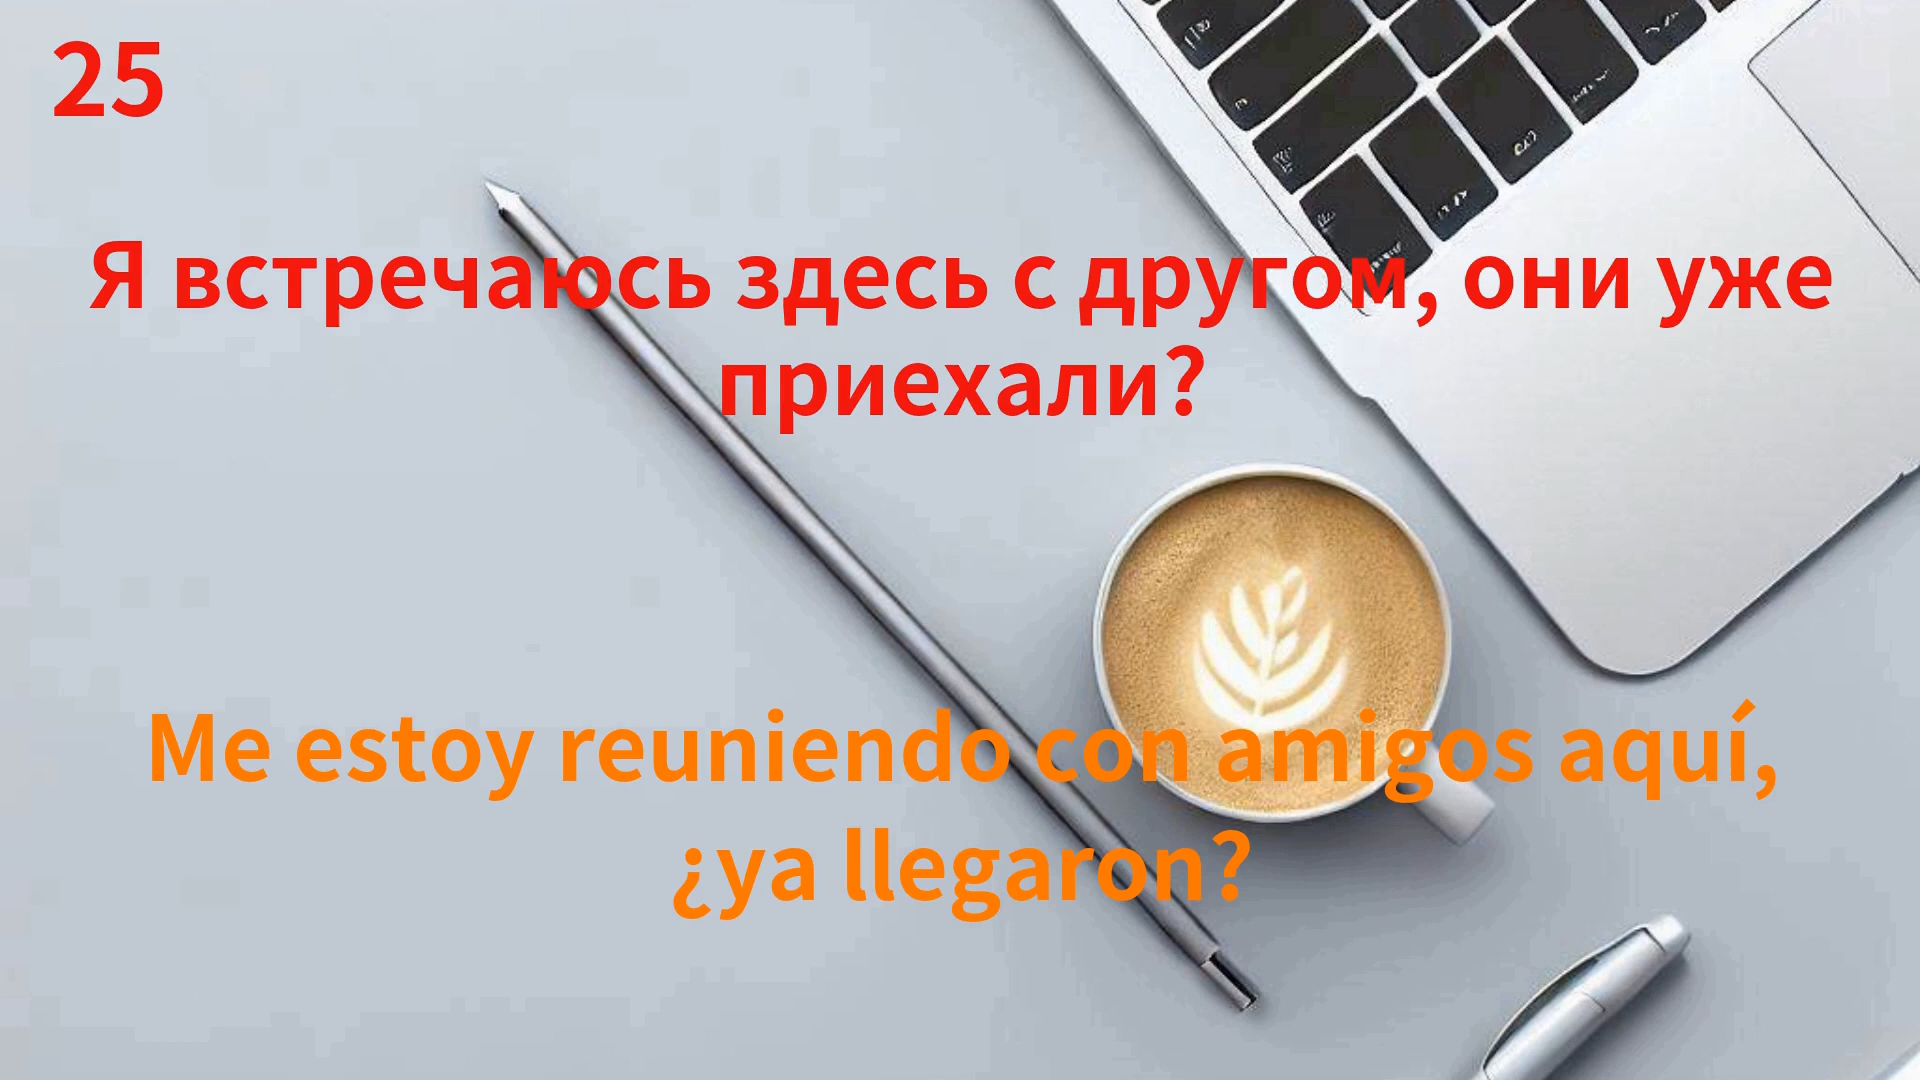 25
Я встречаюсь здесь с другом, они уже
приехали?
Me estoy reuniendo con amigos aquí,
¿ya llegaron?